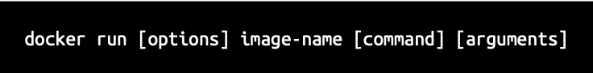 docker run [options] image-name [command] [arguments]